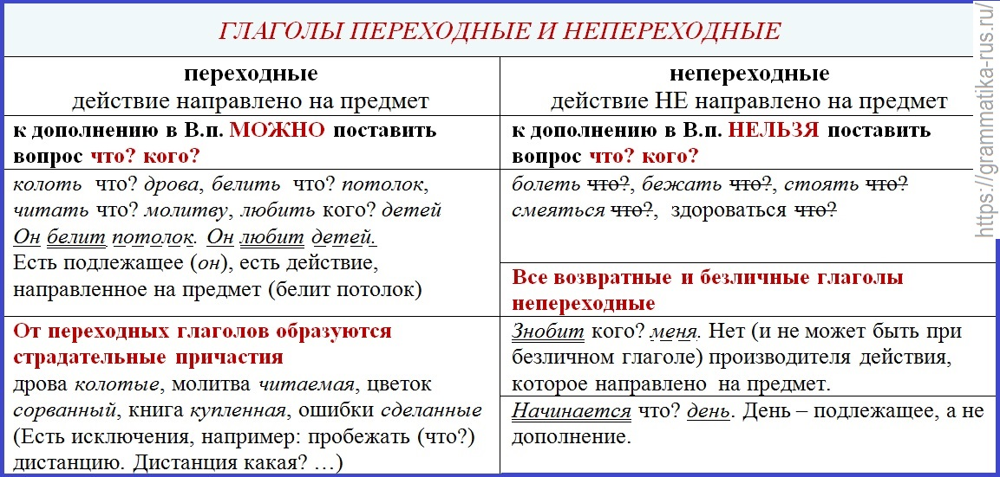 ГЛАГОЛЫ ПЕРЕХОДНЫЕ И НЕПЕРЕХОДНЫЕ
переходные
действие направлено на предмет
к дополнению в В.п. МОЖНО поставить
вопрос что? кого?
колоть что? дрова, белить что? потолок,
читать что? молитву, любить кого? детей
Он белит потолок. Он любит детей.
Есть подлежащее (он), есть действие,
направленное на предмет (белит потолок)
От переходных глаголов образуются
страдательные причастия
дрова колотые, молитва читаемая, цветок
сорванный, книга купленная, ошибки сделанные
(Есть исключения, например: пробежать (что?)
дистанцию. Дистанция какая? …)
непереходные
действие НЕ направлено на предмет
к дополнению в В.п. НЕЛЬЗЯ поставить
вопрос что? кого?
болеть что?, бежать что?, стоять что?
смеяться что?, здороваться что?
Все возвратные и безличные глаголы
непереходные
Знобит кого? меня. Нет (и не может быть при
безличном глаголе) производителя действия,
которое направлено на предмет.
Начинается что? день. День – подлежащее, а не
дополнение.
https://grammatika-rus.ru/